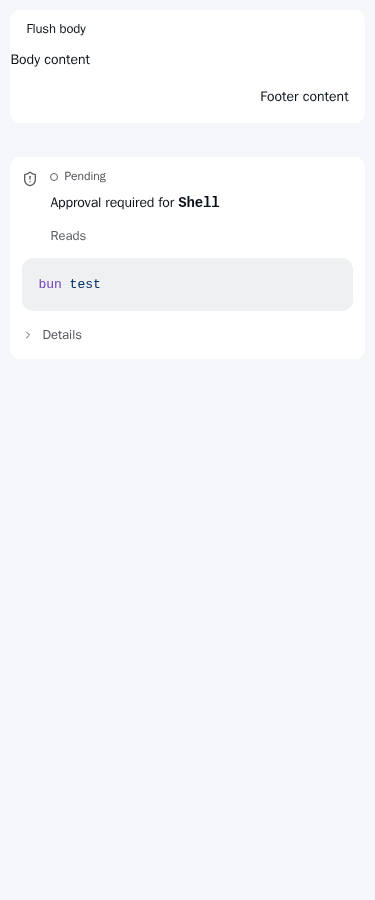 Flush body
Body content
Footer content
Pending
Approval required for Shell
Reads
bun test
Details